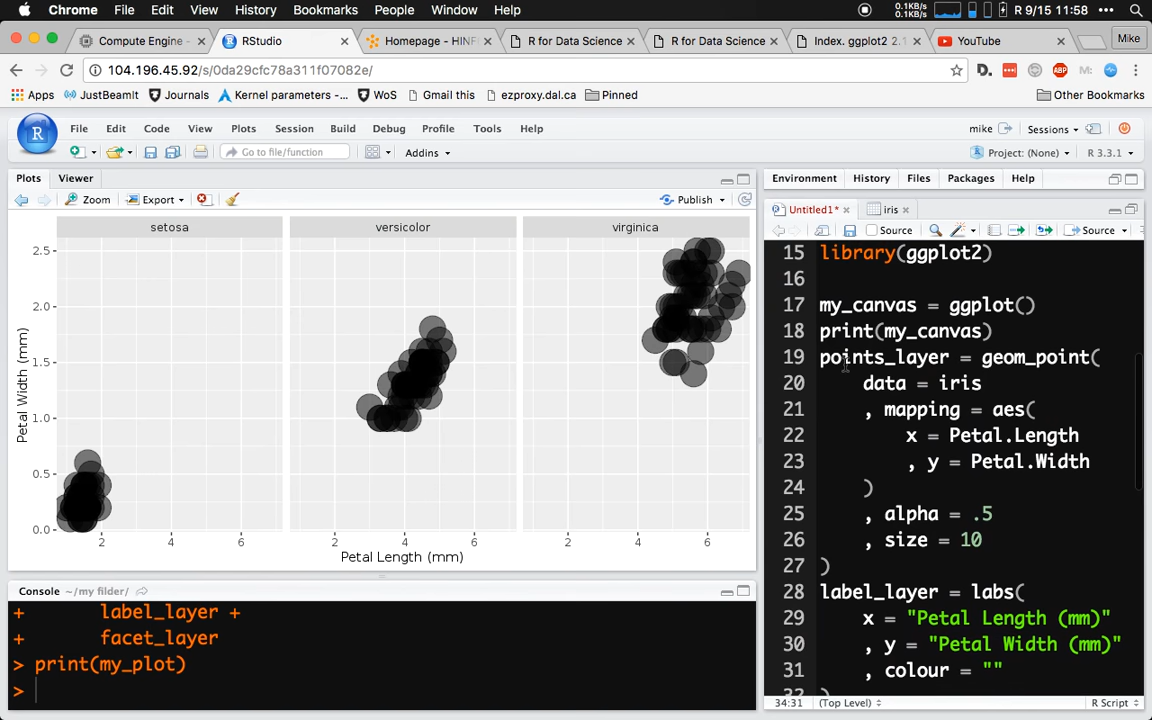 Chrome File Edit View History Bookmarks People Window Help 0.1KB/s 0.1KB/s R 9/15 11:58
Compute Engine - RStudio Homepage - HINF R for Data Science R for Data Science Index. ggplot2 2.1 YouTube Mike
104.196.45.92/s/0da29cfc78a311f07082e/ D. ABP M:
Apps JustBeamIt Journals Kernel parameters -... WoS Gmail this ezproxy.dal.ca Pinned Other Bookmarks
R File Edit Code View Plots Session Build Debug Profile Tools Help mike Sessions
Go to file/function Addins Project: (None) R 3.3.1
Plots Viewer
Zoom Export Publish
setosa versicolor virginica
2.5
2.0
1.5
1.0
0.5
0.0
Petal Width (mm)
2 4 6 2 4 6 2 4 6
Petal Length (mm)
Console ~/my filder/
+ label_layer +
+ facet_layer
> print(my_plot)
>
Environment History Files Packages Help
Untitled1* iris
Source Source
15 library(ggplot2)
16
17 my_canvas = ggplot()
18 print(my_canvas)
19 points_layer = geom_point(
20 data = iris
21 , mapping = aes(
22 x = Petal.Length
23 , y = Petal.Width
24 )
25 , alpha = .5
26 , size = 10
27 )
28 label_layer = labs(
29 x = "Petal Length (mm)"
30 , y = "Petal Width (mm)"
31 , colour = ""
32 )
34:31 (Top Level) R Script